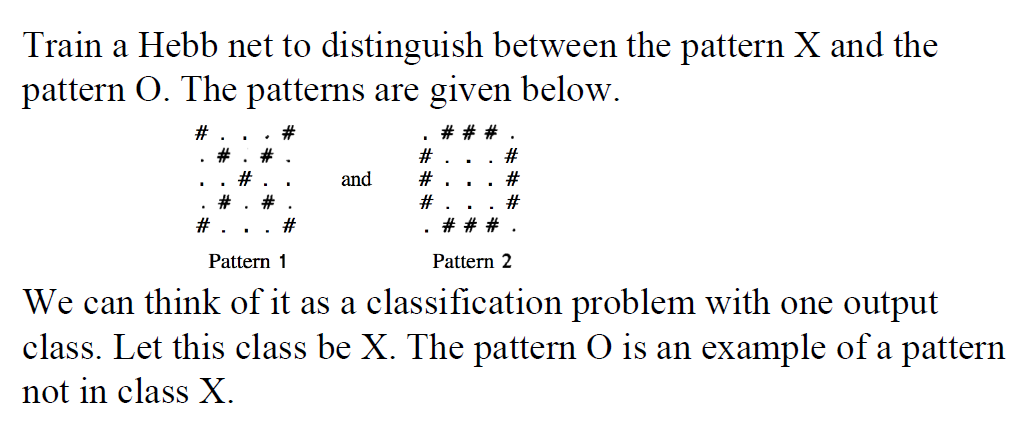 Train a Hebb net to distinguish between the pattern X and the
pattern O. The patterns are given below.
# . . . # . # # # .
. # . # . # . . . #
. . # . . and # . . . #
. # . # . # . . . #
# . . . # . # # # .
Pattern 1 Pattern 2
We can think of it as a classification problem with one output
class. Let this class be X. The pattern O is an example of a pattern
not in class X.